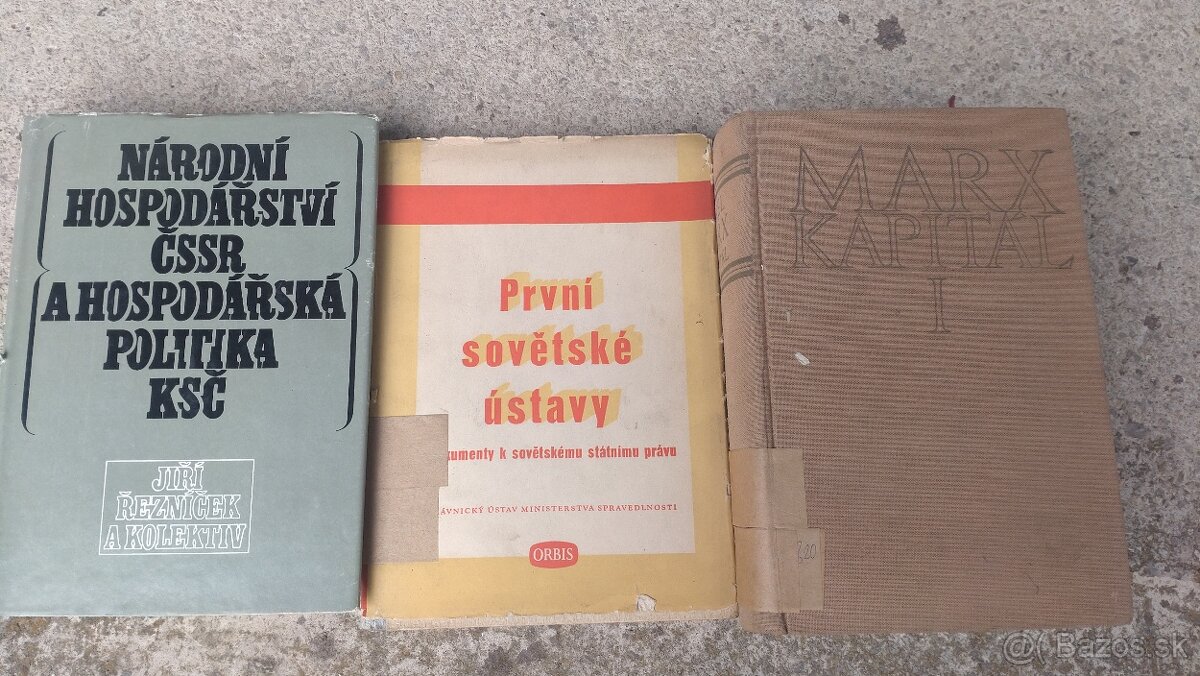 NÁRODNÍ
HOSPODÁŘSTVÍ
ČSSR
A HOSPODÁŘSKÁ
POLITIKA
KSČ
JIŘÍ
ŘEZNÍČEK
A KOLEKTIV
První
sovětské
ústavy
kumenty k sovětskému státnímu právu
ÁVNICKÝ ÚSTAV MINISTERSTVA SPRAVEDLNOSTI
ORBIS
MARX
KAPITÁL
I
Bazos.sk